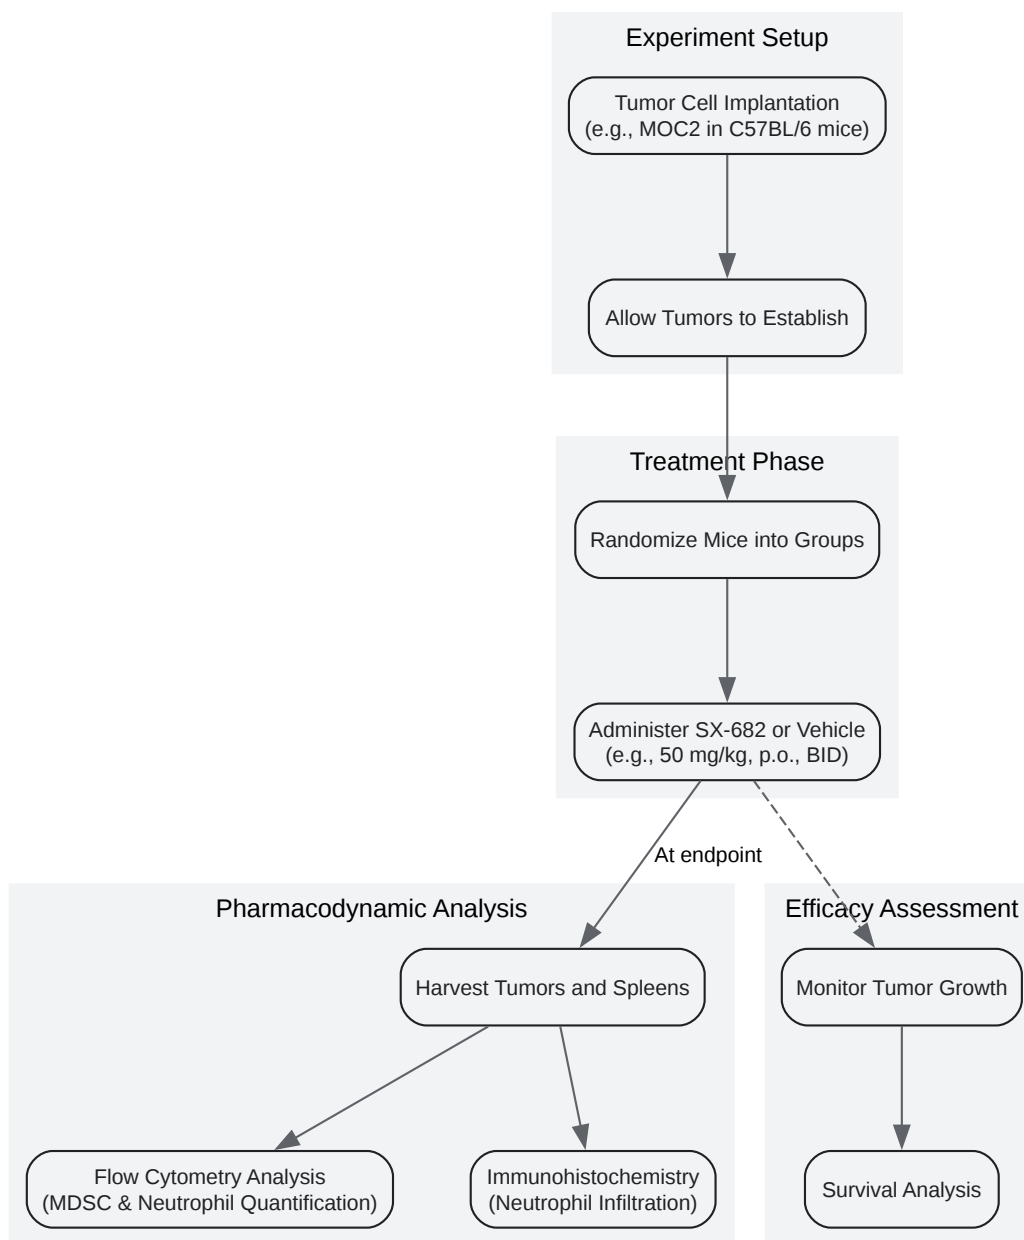 Experiment Setup
Tumor Cell Implantation
(e.g., MOC2 in C57BL/6 mice)
Allow Tumors to Establish
Treatment Phase
Randomize Mice into Groups
Administer SX-682 or Vehicle
(e.g., 50 mg/kg, p.o., BID)
At endpoint
Pharmacodynamic Analysis
Harvest Tumors and Spleens
Flow Cytometry Analysis
(MDSC & Neutrophil Quantification)
Immunohistochemistry
(Neutrophil Infiltration)
Efficacy Assessment
Monitor Tumor Growth
Survival Analysis